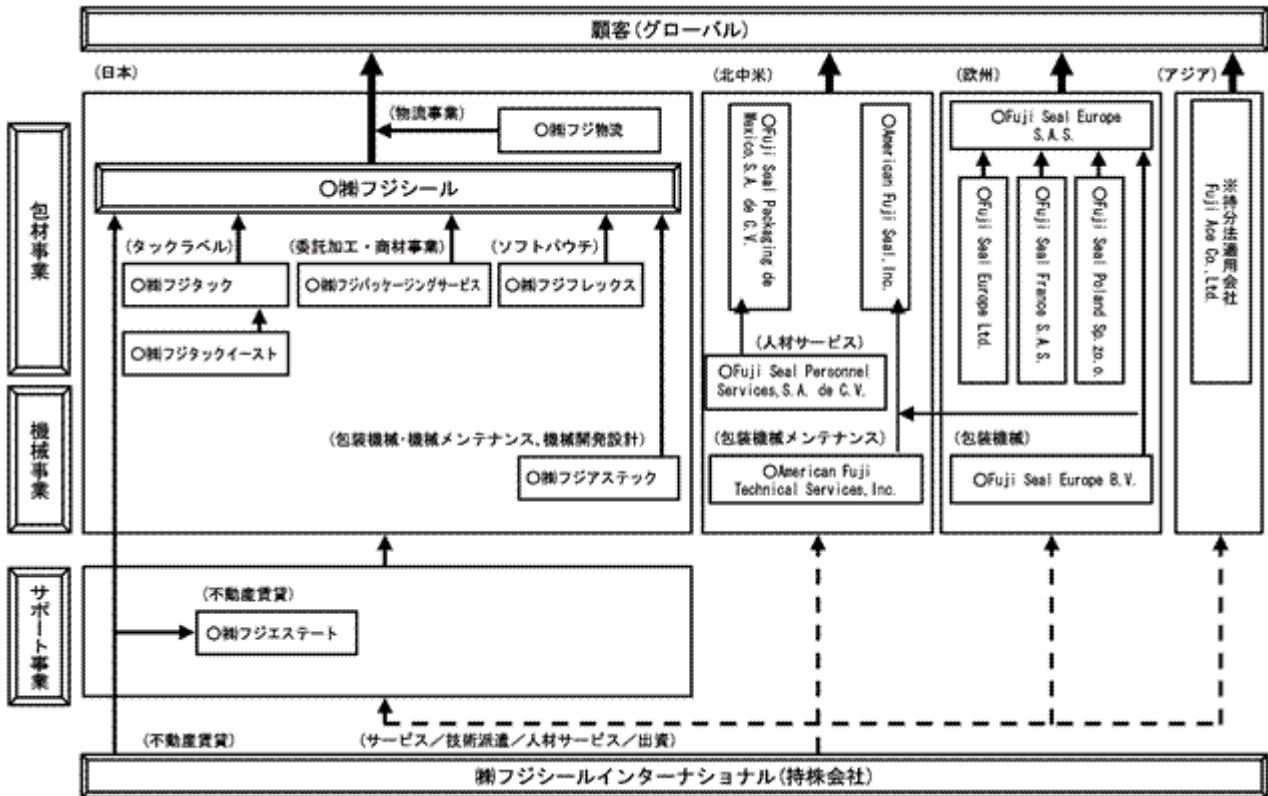 顧客(グローバル)
(日本)
(北中米)
(欧州)
(アジア)
包材事業
機械事業
サポート事業
(物流事業)
○㈱フジ物流
○㈱フジシール
(タックラベル)
(委託加工・商材事業)
(ソフトパウチ)
○㈱フジタック
○㈱フジパッケージングサービス
○㈱フジフレックス
○㈱フジタックイースト
(包装機械・機械メンテナンス、機械開発設計)
○㈱フジアステック
○Fuji Seal Packaging de
Mexico, S.A. de C.V.
○American Fuji Seal, Inc.
(人材サービス)
○Fuji Seal Personnel
Services, S.A. de C.V.
(包装機械メンテナンス)
○American Fuji
Technical Services, Inc.
○Fuji Seal Europe
S.A.S.
○Fuji Seal Europe Ltd.
○Fuji Seal France S.A.S.
○Fuji Seal Poland Sp. zo. o.
(包装機械)
○Fuji Seal Europe B.V.
※持分法適用会社
Fuji Ace Co., Ltd.
(不動産賃貸)
○㈱フジエステート
(不動産賃貸)
(サービス／技術派遣／人材サービス／出資)
㈱フジシールインターナショナル(持株会社)